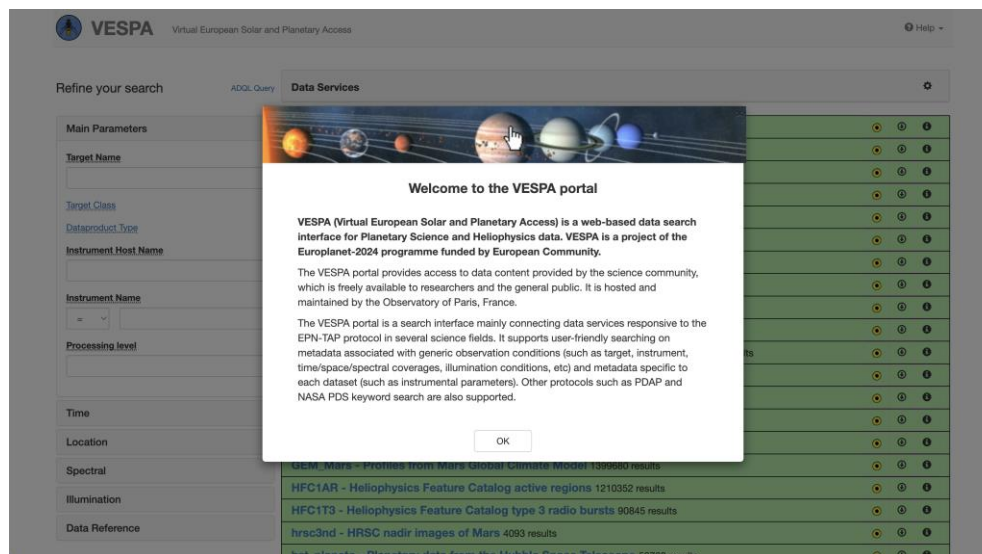 VESPA Virtual European Solar and Planetary Access
Help
Refine your search
ADQL Query
Data Services
Main Parameters
Target Name
Target Class
Dataproduct Type
Instrument Host Name
Instrument Name
=
Processing level
Time
Location
Spectral
Illumination
Data Reference
Welcome to the VESPA portal
VESPA (Virtual European Solar and Planetary Access) is a web-based data search
interface for Planetary Science and Heliophysics data. VESPA is a project of the
Europlanet-2024 programme funded by European Community.
The VESPA portal provides access to data content provided by the science community,
which is freely available to researchers and the general public. It is hosted and
maintained by the Observatory of Paris, France.
The VESPA portal is a search interface mainly connecting data services responsive to the
EPN-TAP protocol in several science fields. It supports user-friendly searching on
metadata associated with generic observation conditions (such as target, instrument,
time/space/spectral coverages, illumination conditions, etc) and metadata specific to
each dataset (such as instrumental parameters). Other protocols such as PDAP and
NASA PDS keyword search are also supported.
OK
GEM_Mars - Profiles from Mars Global Climate Model 1399680 results
HFC1AR - Heliophysics Feature Catalog active regions 1210352 results
HFC1T3 - Heliophysics Feature Catalog type 3 radio bursts 90845 results
hrsc3nd - HRSC nadir images of Mars 4093 results